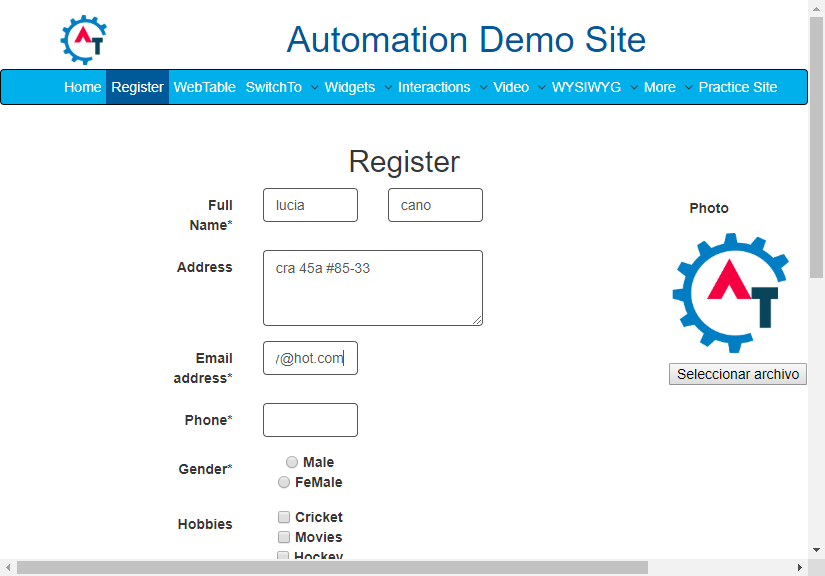 AT
Automation Demo Site
Home Register WebTable SwitchTo Widgets Interactions Video WYSIWYG More Practice Site
Register
Full Name* lucia cano
Photo
Address cra 45a #85-33
AT
Email address* @hot.com
Seleccionar archivo
Phone*
Gender* Male
FeMale
Hobbies Cricket
Movies
Hockey